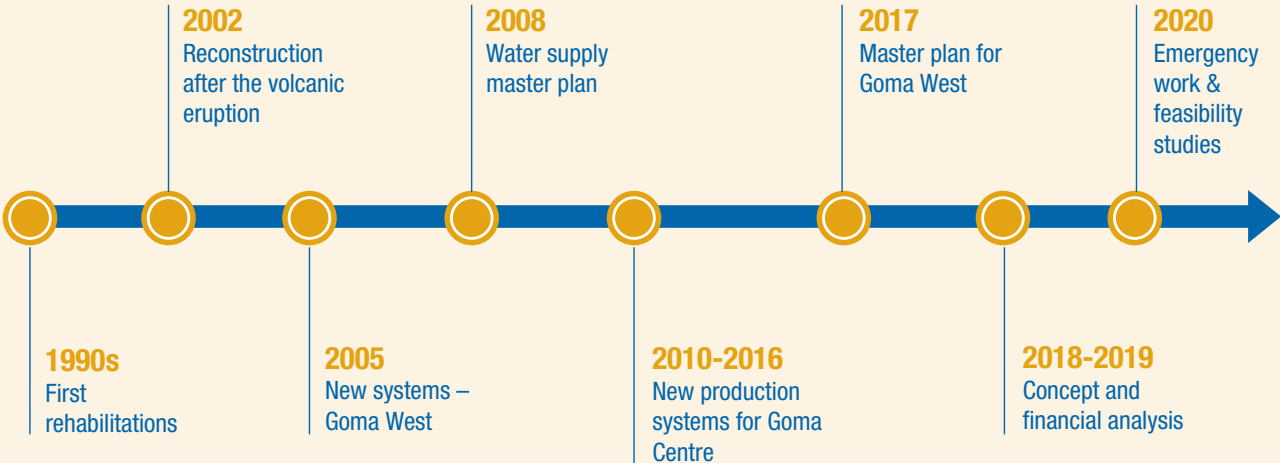 2002
Reconstruction
after the volcanic
eruption
2008
Water supply
master plan
2017
Master plan for
Goma West
2020
Emergency
work &
feasibility
studies
1990s
First
rehabilitations
2005
New systems –
Goma West
2010-2016
New production
systems for Goma
Centre
2018-2019
Concept and
financial analysis